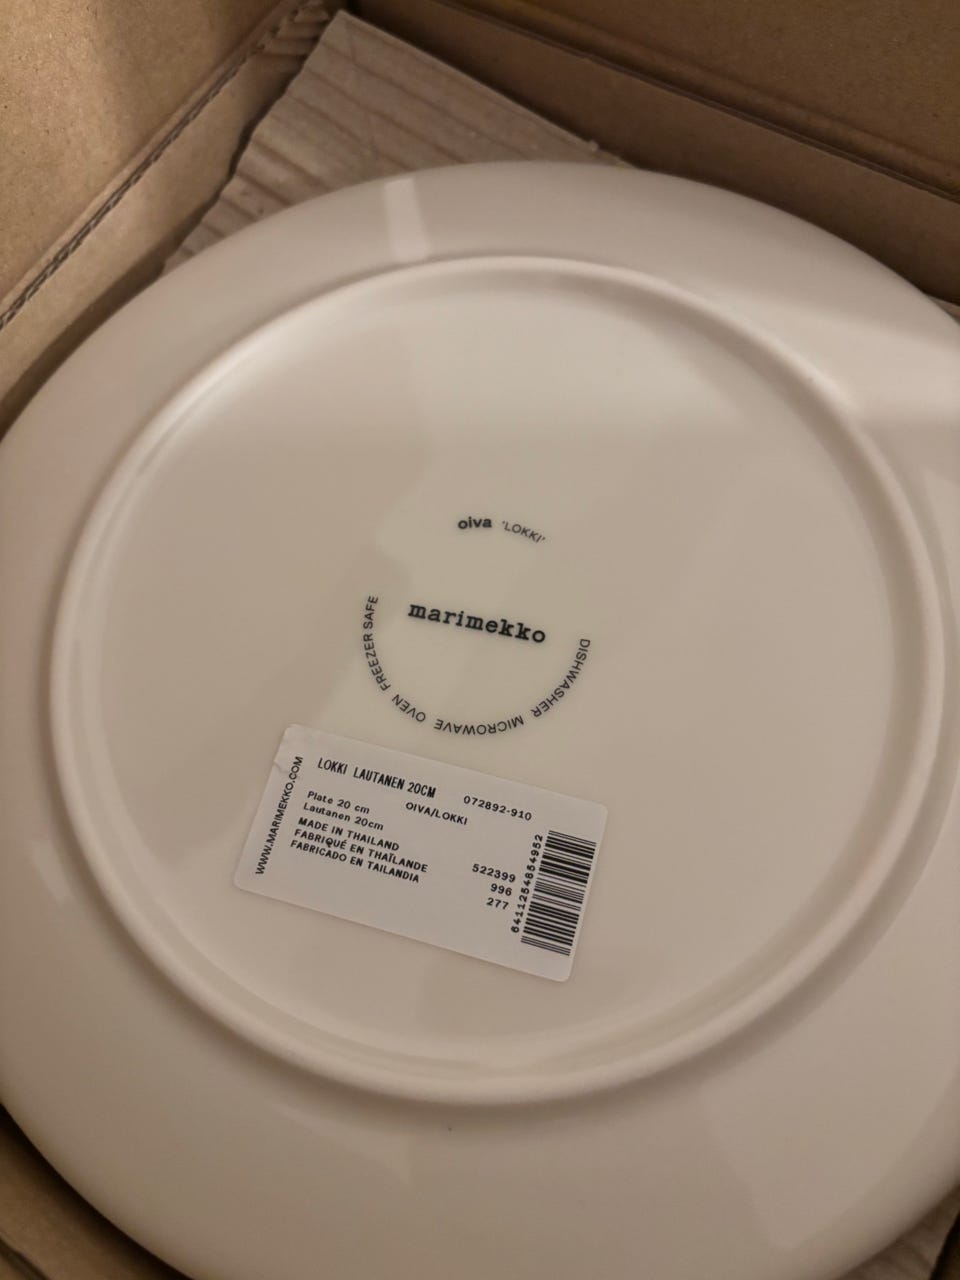 oiva 'LOKKI'
marimekko
DISHWASHER MICROWAVE OVEN FREEZER SAFE
WWW.MARIMEKKO.COM
LOKKI LAUTANEN 20CM
072892-910
Plate 20 cm
OIVA/LOKKI
Lautanen 20cm
MADE IN THAILAND
FABRIQUÉ EN THAÏLANDE
FABRICADO EN TAILANDIA
522399
996
277
6411254854952